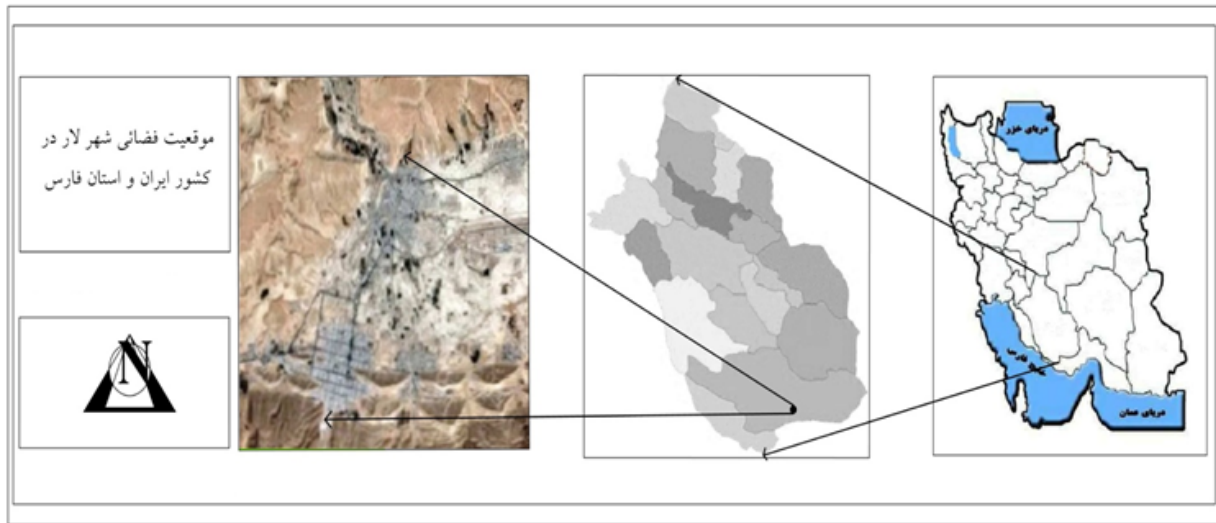 موقعیت فضائی شهر لار در
کشور ایران و استان فارس
N
دریای خزر
دریای عمان